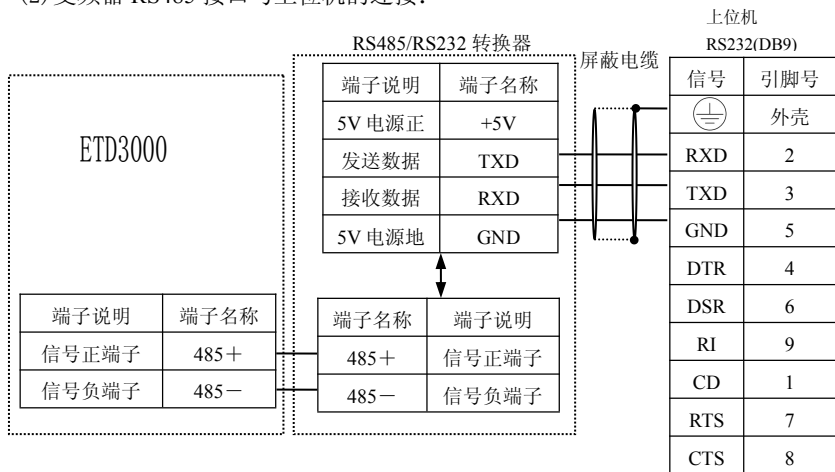 (2) 变频器 RS485 接口与上位机的连接：
上位机
RS485/RS232 转换器
屏蔽电缆
RS232(DB9)
ETD3000
端子说明 端子名称
5V 电源正 +5V
发送数据 TXD
接收数据 RXD
5V 电源地 GND
端子说明 端子名称
信号正端子 485＋
信号负端子 485－
端子名称 端子说明
485＋ 信号正端子
485－ 信号负端子
信号 引脚号
外壳
RXD 2
TXD 3
GND 5
DTR 4
DSR 6
RI 9
CD 1
RTS 7
CTS 8